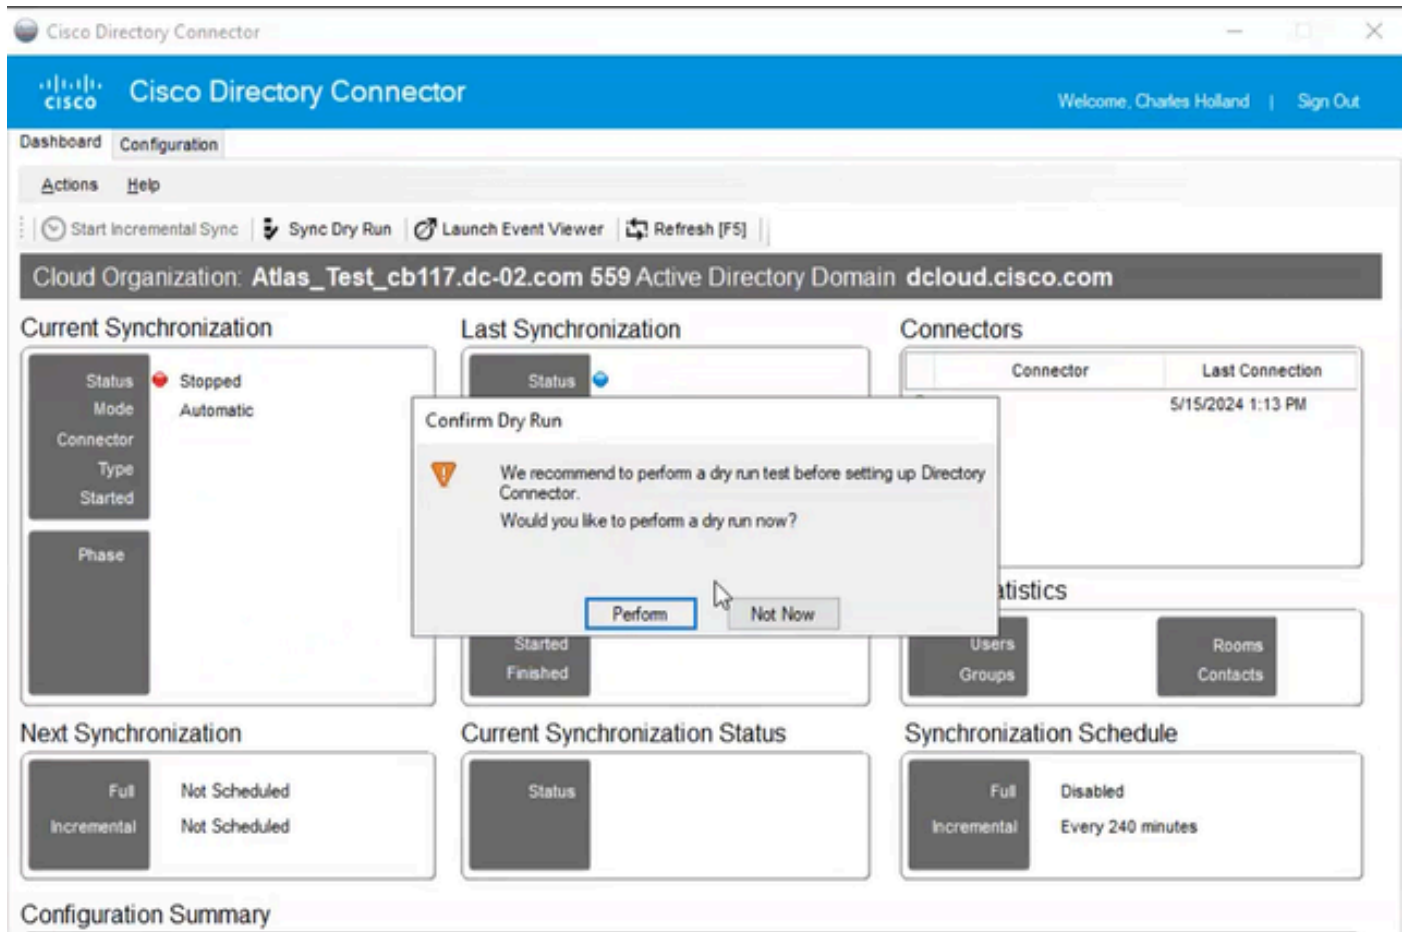 Cisco Directory Connector
CISCO Cisco Directory Connector Welcome, Charles Holland | Sign Out
Dashboard Configuration
Actions Help
Start Incremental Sync Sync Dry Run Launch Event Viewer Refresh [F5]
Cloud Organization: Atlas_Test_cb117.dc-02.com 559 Active Directory Domain dcloud.cisco.com
Current Synchronization
Status Stopped
Mode Automatic
Connector
Type
Started
Phase
Last Synchronization
Status
Started
Finished
Connectors
Connector Last Connection
5/15/2024 1:13 PM
Confirm Dry Run
We recommend to perform a dry run test before setting up Directory
Connector.
Would you like to perform a dry run now?
Perform Not Now
Users Rooms
Groups Contacts
Next Synchronization
Full Not Scheduled
Incremental Not Scheduled
Current Synchronization Status
Status
Synchronization Schedule
Full Disabled
Incremental Every 240 minutes
Configuration Summary